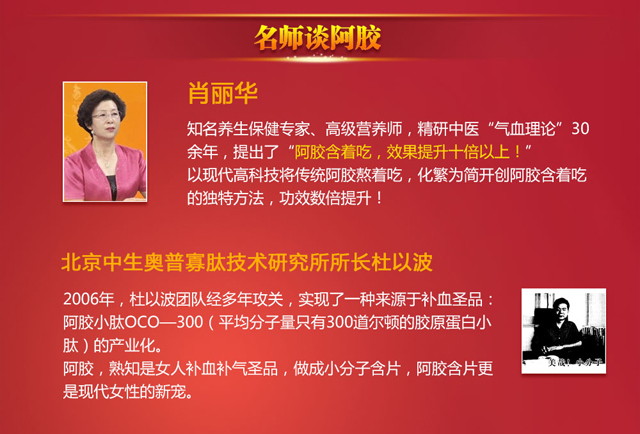 名师谈阿胶
肖丽华
知名养生保健专家、高级营养师，精研中医“气血理论”30
余年，提出了“阿胶含着吃，效果提升十倍以上！”
以现代高科技将传统阿胶熬着吃，化繁为简开创阿胶含着吃
的独特方法，功效数倍提升！
北京中生奥普寡肽技术研究所所长杜以波
2006年，杜以波团队经多年攻关，实现了一种来源于补血圣品：
阿胶小肽OCO—300（平均分子量只有300道尔顿的胶原蛋白小
肽）的产业化。
阿胶，熟知是女人补血补气圣品，做成小分子含片，阿胶含片更
是现代女性的新宠。